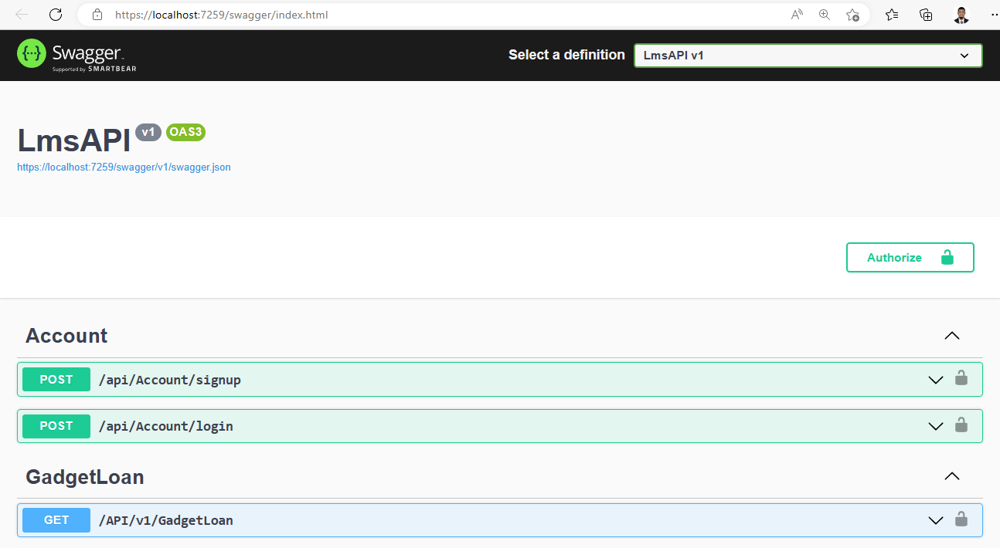 https://localhost:7259/swagger/index.html
Swagger
Supported by SMARTBEAR
Select a definition
LmsAPI v1
LmsAPI v1 OAS3
https://localhost:7259/swagger/v1/swagger.json
Authorize
Account
POST /api/Account/signup
POST /api/Account/login
GadgetLoan
GET /API/v1/GadgetLoan